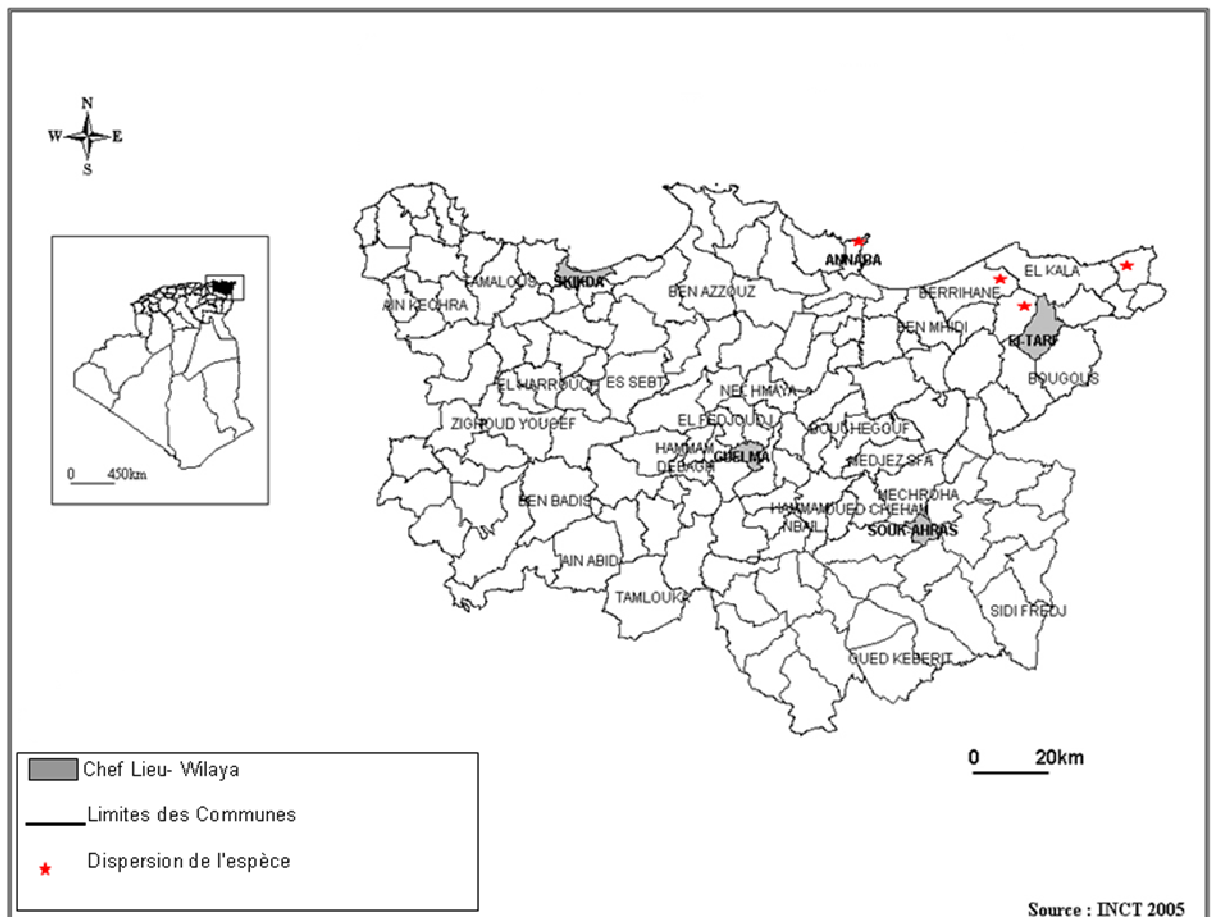 N
W E
S
0 450km
TAMALOUS
SKIKDA
AIN KECHRA
BEN AZZOUZ
ANNABA
EL KALA
BERRIHANE
BEN MHIDI
El-TARF
BOUGOUS
EL HARROUCH
ES SEBT
NECHMAYA
ZIGHOUD YOUCEF
EL FEDJOUDJ
BOUCHEGOUF
HAMMAM
DEBAGH
GUELMA
MEDJEZ SFA
BEN BADIS
MECHROHA
HAMMAM
NBAIL
OUED CHEHAM
SOUK-AHRAS
AIN ABID
TAMLOUKA
SIDI FREDJ
OUED KEBERIT
0 20km
Chef Lieu- Wilaya
Limites des Communes
Dispersion de l'espèce
Source : INCT 2005